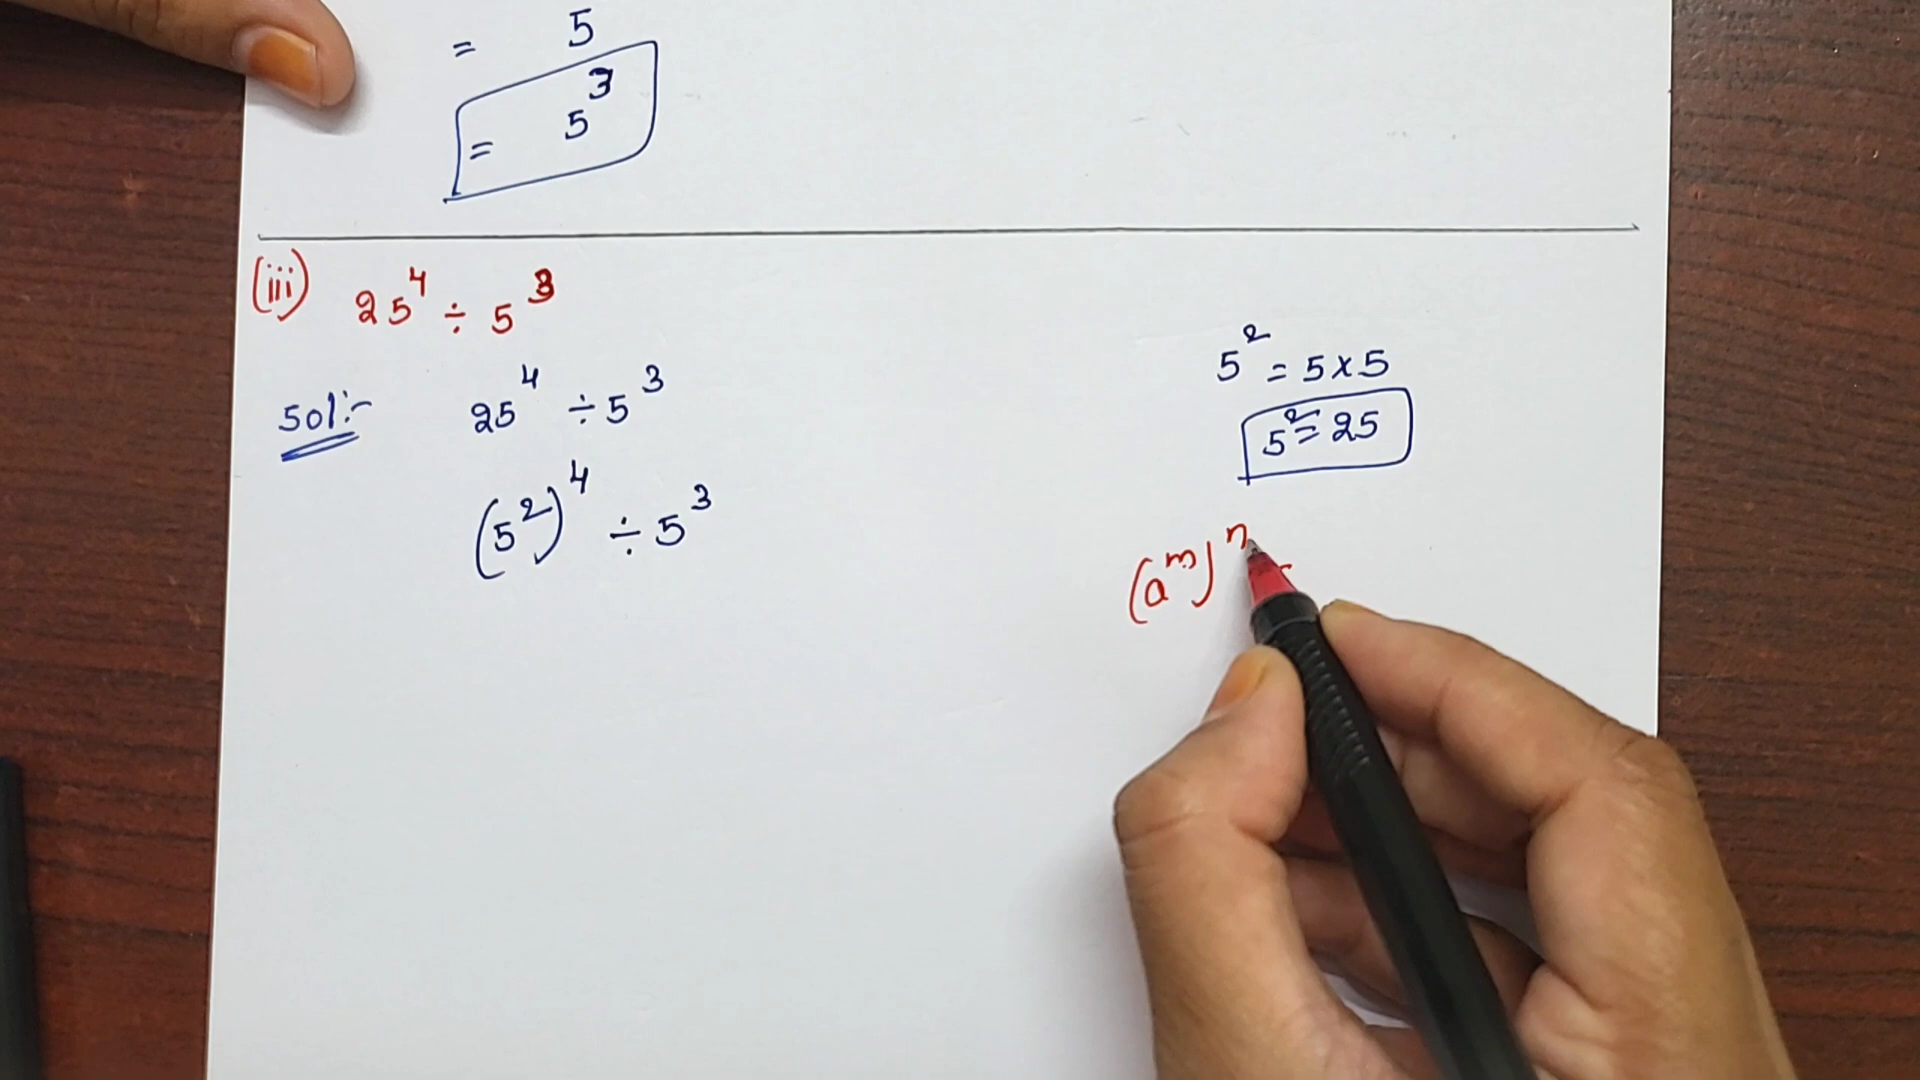 = 5
= 5³
(iii) 25⁴ ÷ 5³
Sol:- 25⁴ ÷ 5³
(5²)⁴ ÷ 5³
5² = 5 × 5
5² = 25
(aᵐ)ⁿ